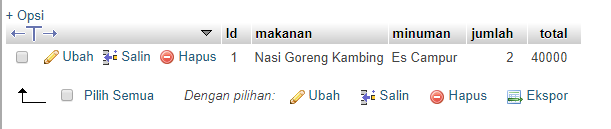 + Opsi
←T→ Id makanan minuman jumlah total
Ubah Salin Hapus 1 Nasi Goreng Kambing Es Campur 2 40000
Pilih Semua Dengan pilihan: Ubah Salin Hapus Ekspor